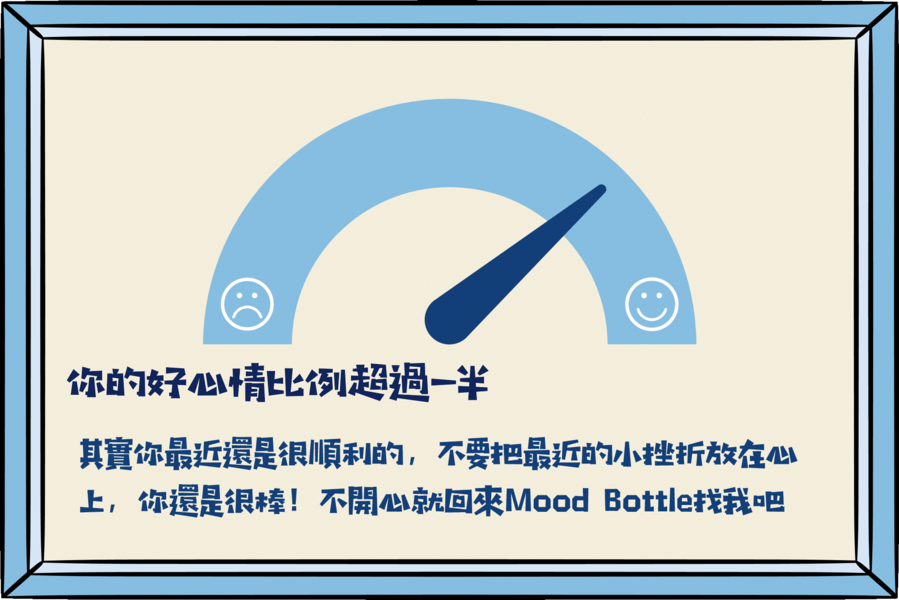 你的好心情比例超過一半
其實你最近還是很順利的，不要把最近的小挫折放在心
上，你還是很棒！不開心就回來Mood Bottle找我吧